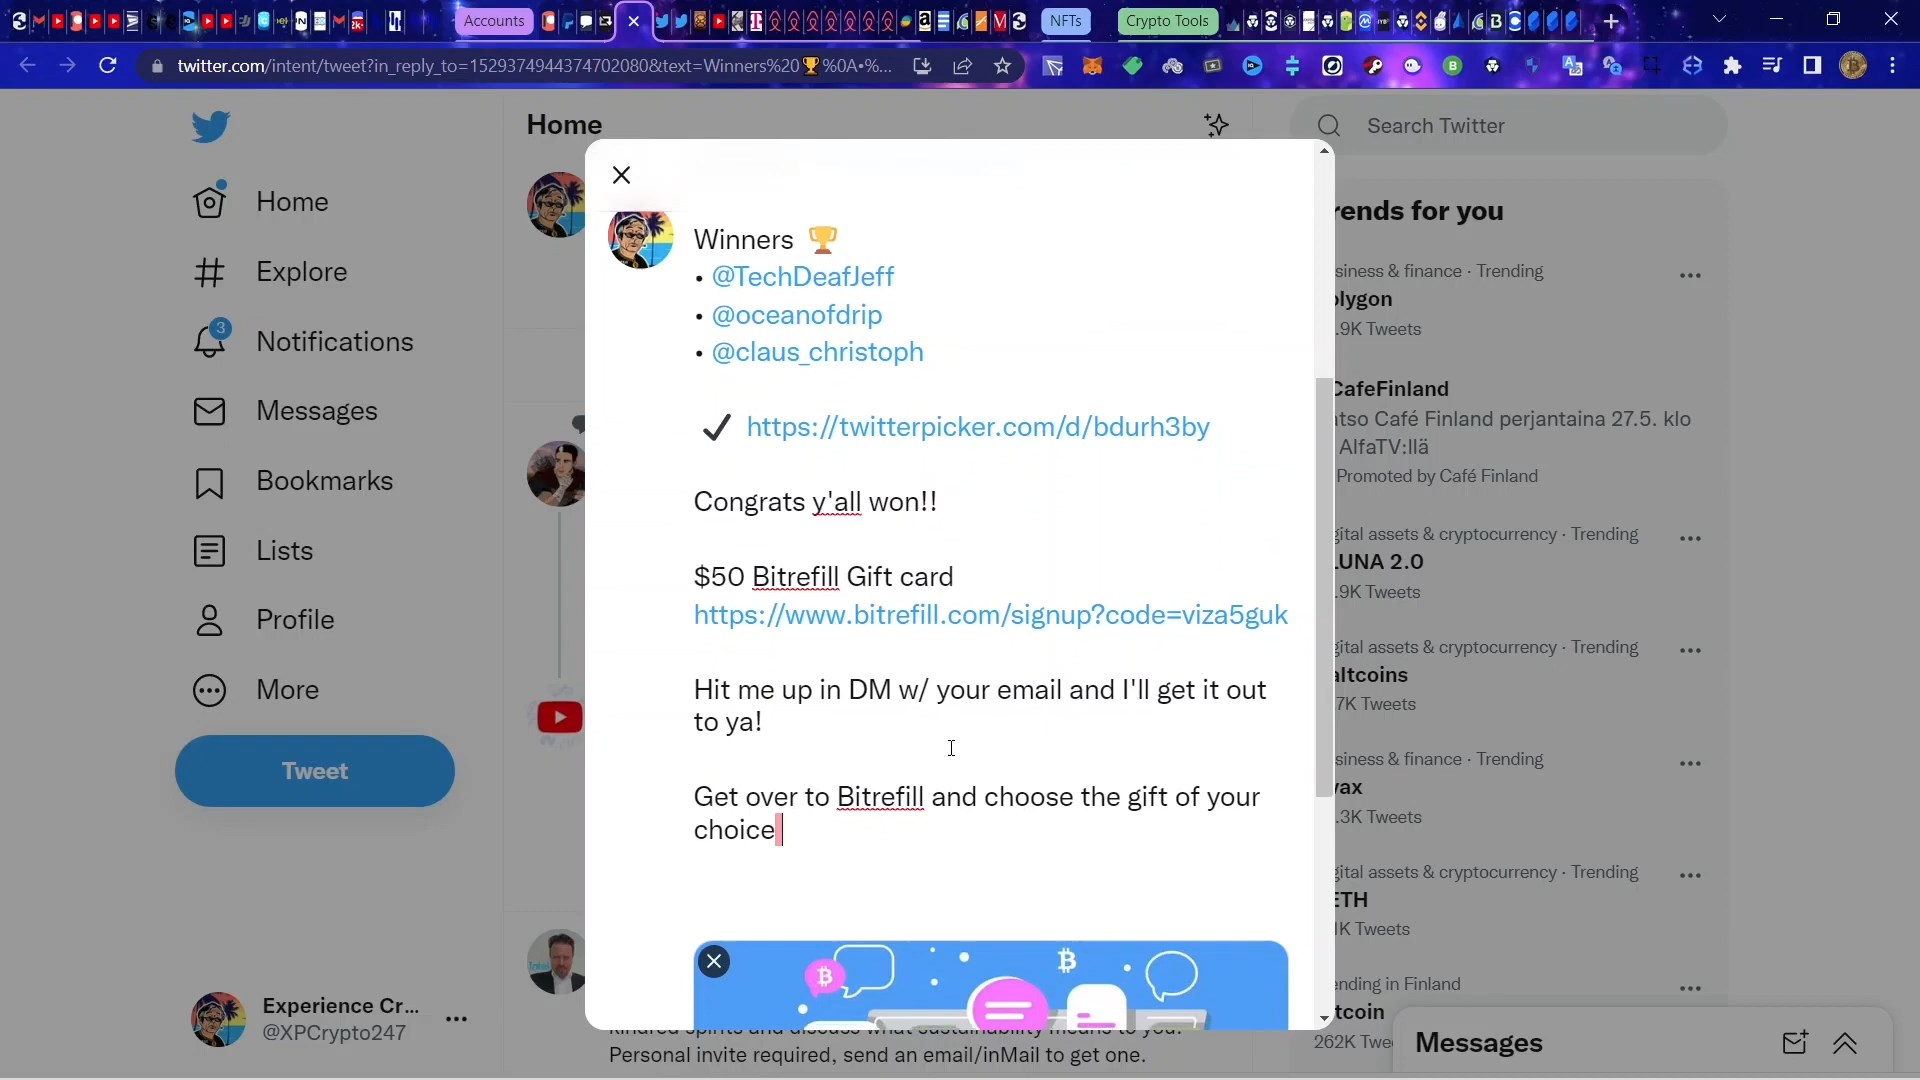 Accounts
NFTs
Crypto Tools
twitter.com/intent/tweet?in_reply_to=1529374944374702080&text=Winners%20🏆%0A•%...
Home
Search Twitter
Home
Explore
3
Notifications
Messages
Bookmarks
Lists
Profile
More
Tweet
Experience Cr...
@XPCrypto247
Winners 🏆
• @TechDeafJeff
• @oceanofdrip
• @claus_christoph
✔ https://twitterpicker.com/d/bdurh3by
Congrats y'all won!!
$50 Bitrefill Gift card
https://www.bitrefill.com/signup?code=viza5guk
Hit me up in DM w/ your email and I'll get it out
to ya!
Get over to Bitrefill and choose the gift of your
choice
Personal invite required, send an email/inMail to get one.
rends for you
siness & finance · Trending
olygon
.9K Tweets
CafeFinland
tso Café Finland perjantaina 27.5. klo
AlfaTV:llä
Promoted by Café Finland
gital assets & cryptocurrency · Trending
LUNA 2.0
.9K Tweets
gital assets & cryptocurrency · Trending
altcoins
7K Tweets
siness & finance · Trending
vax
.3K Tweets
gital assets & cryptocurrency · Trending
ETH
1K Tweets
ending in Finland
tcoin
262K Twe
Messages